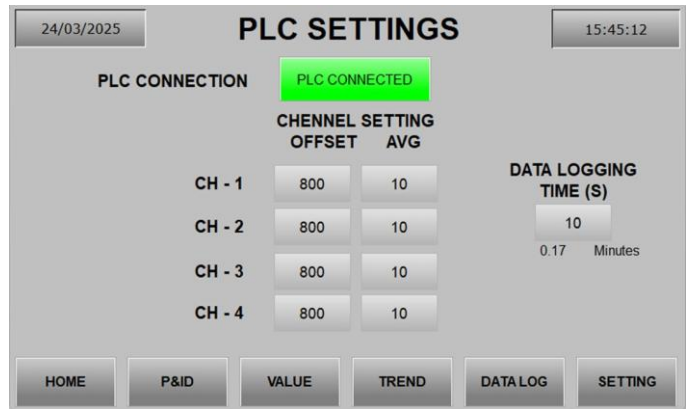 24/03/2025 PLC SETTINGS 15:45:12
PLC CONNECTION PLC CONNECTED
CHENNEL SETTING
OFFSET AVG
CH - 1 800 10
DATA LOGGING
TIME (S)
CH - 2 800 10
10
0.17 Minutes
CH - 3 800 10
CH - 4 800 10
HOME P&ID VALUE TREND DATA LOG SETTING